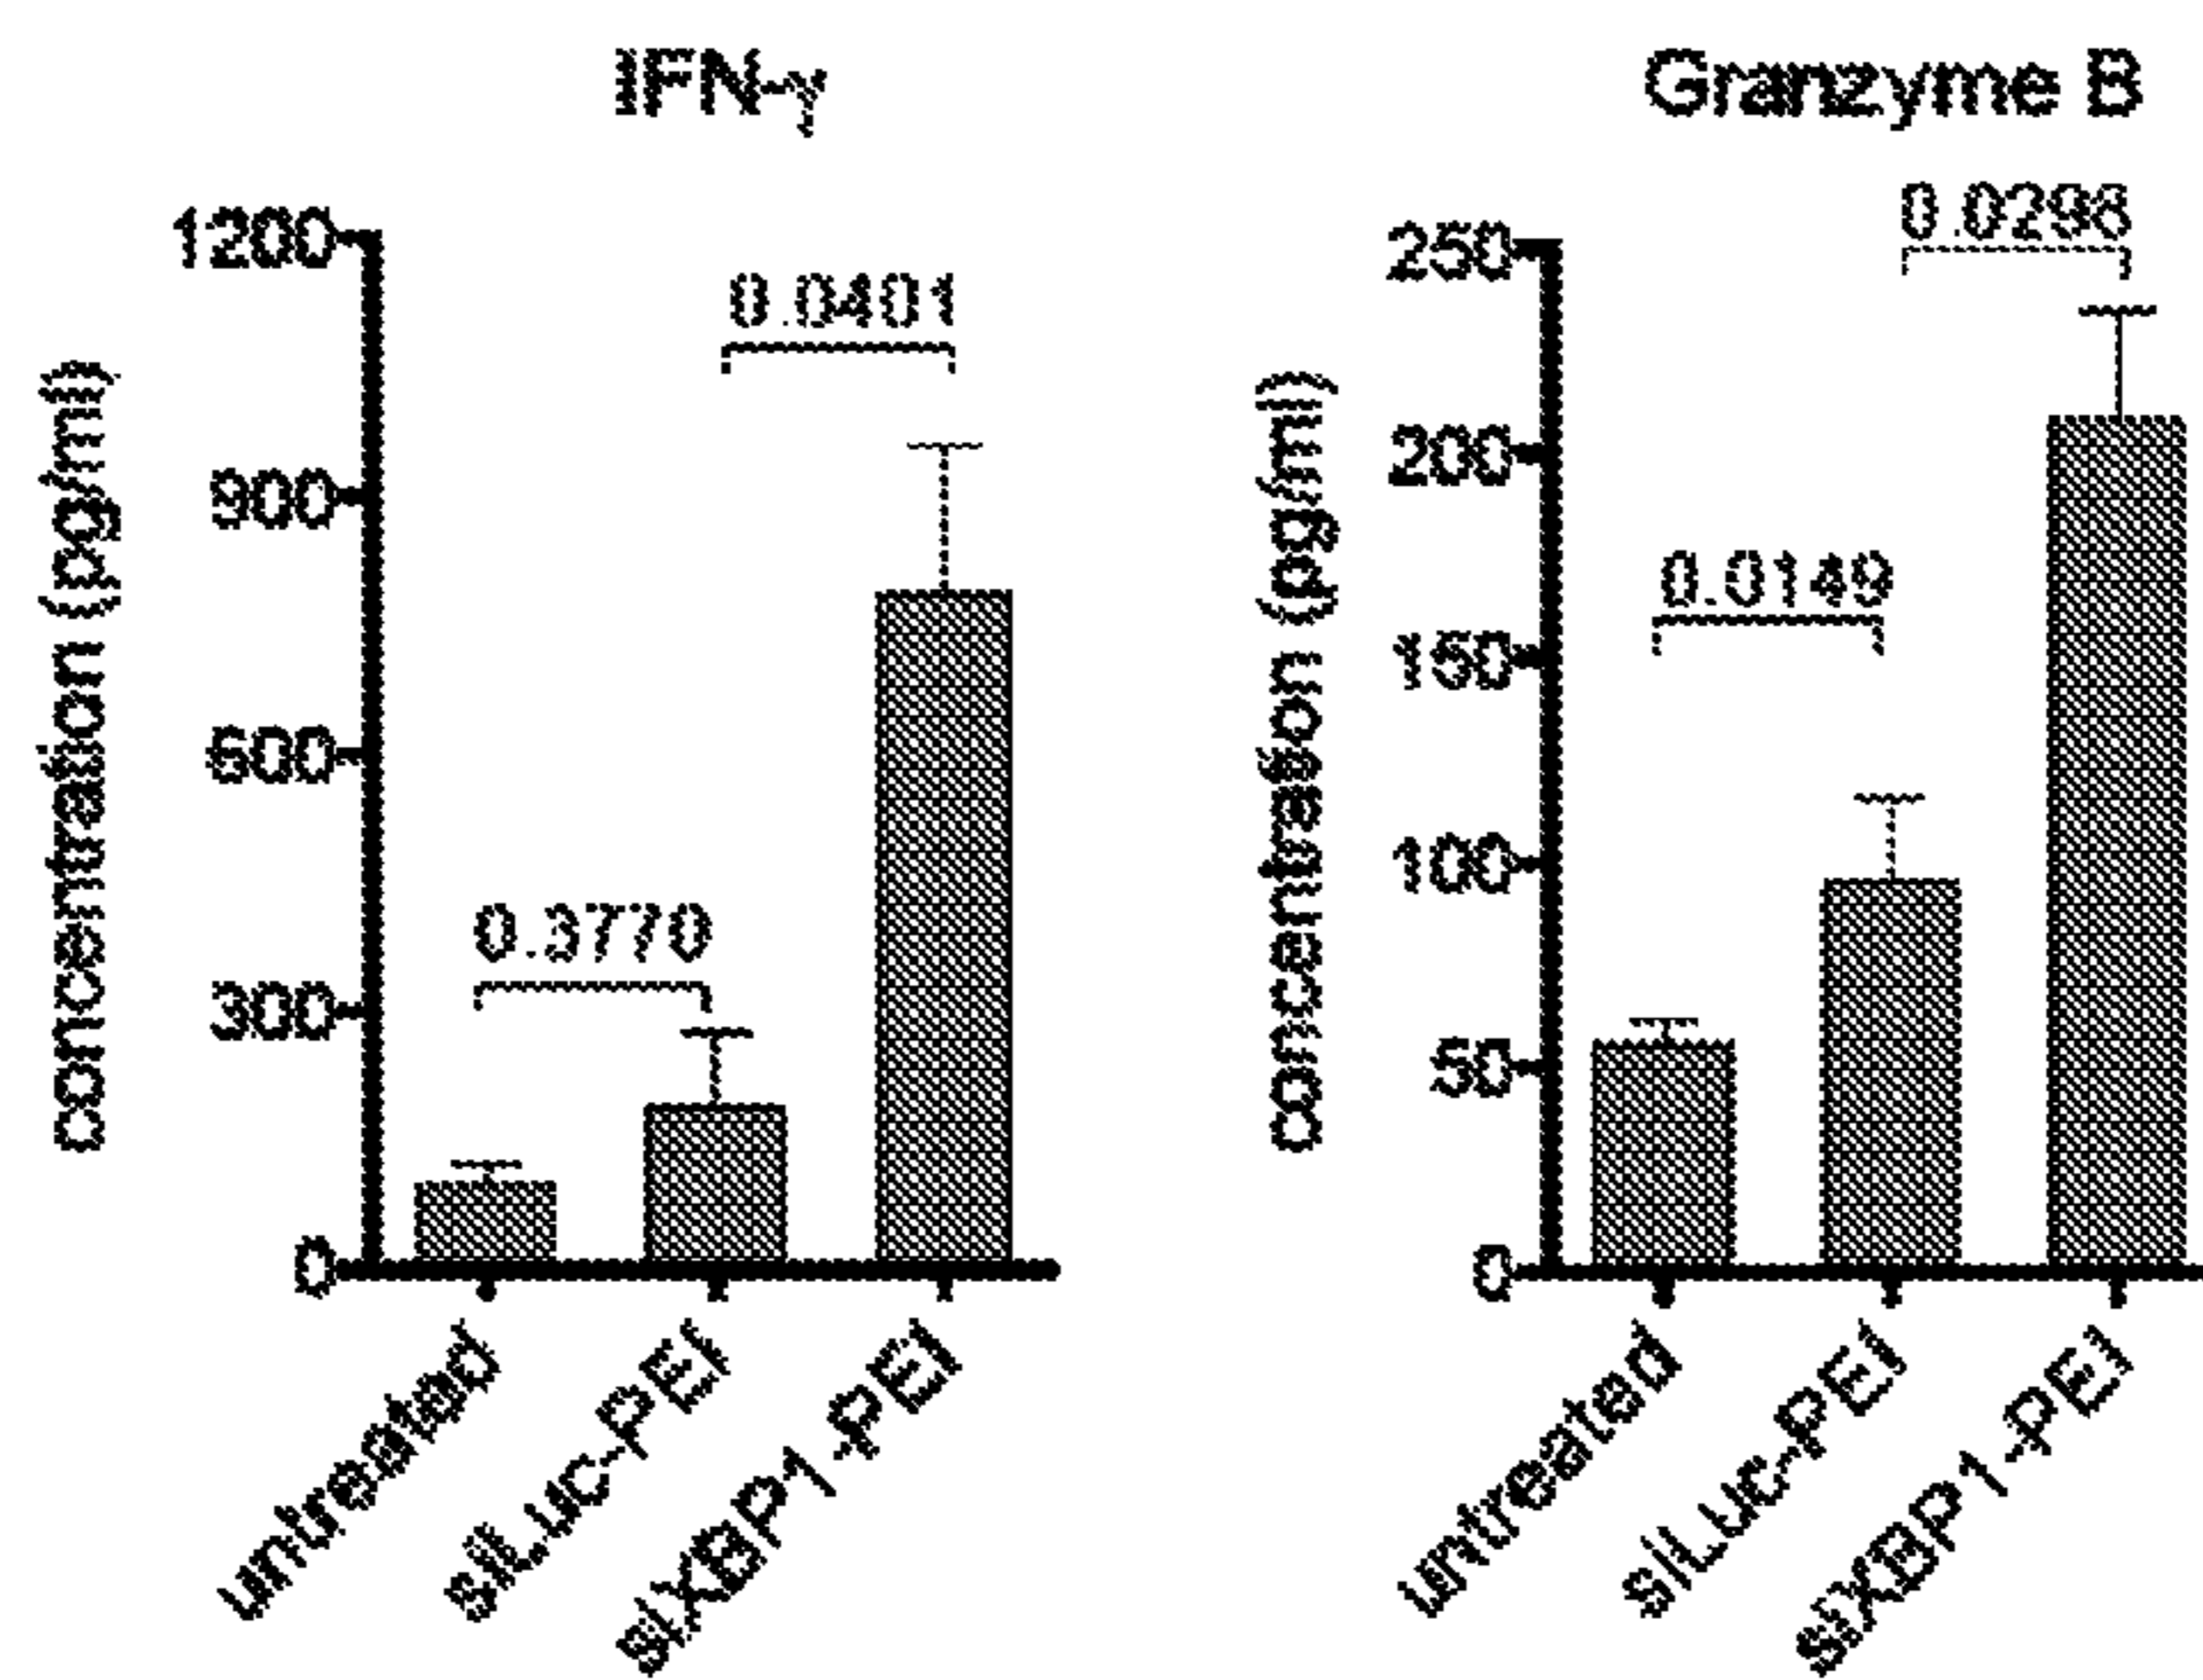 IFN-γ
concentration (pg/ml)
1200
900
600
300
0
0.0401
0.3770
untreated
siLuc-PEI
siXBP1-PEI
Granzyme B
concentration (pg/ml)
250
200
150
100
50
0
0.0298
0.0149
untreated
siLuc-PEI
siXBP1-PEI